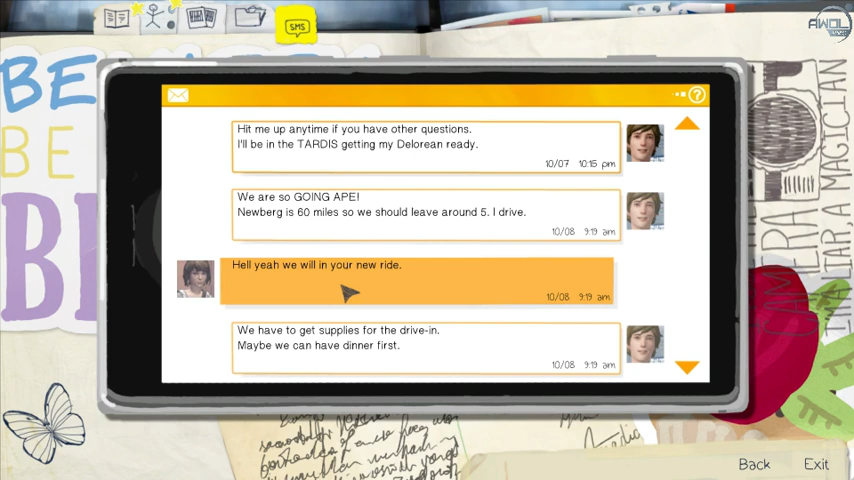 SMS
AWOL
BE
BE
B
Hit me up anytime if you have other questions.
I'll be in the TARDIS getting my Delorean ready.
10/07 10:15 pm
We are so GOING APE!
Newberg is 60 miles so we should leave around 5. I drive.
10/08 9:19 am
Hell yeah we will in your new ride.
10/08 9:19 am
We have to get supplies for the drive-in.
Maybe we can have dinner first.
10/08 9:19 am
CAMERA
I'M A LIAR, A MAGICIAN
Back
Exit